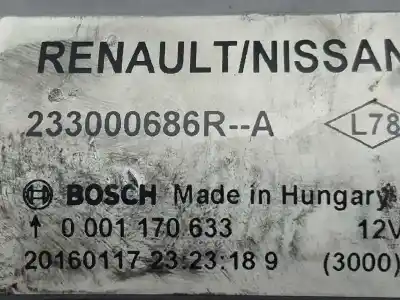 RENAULT/NISSAN
233000686R--A L78
BOSCH Made in Hungary
↑ 0 001 170 633 12V
20160117 23:23:18 9 (3000)